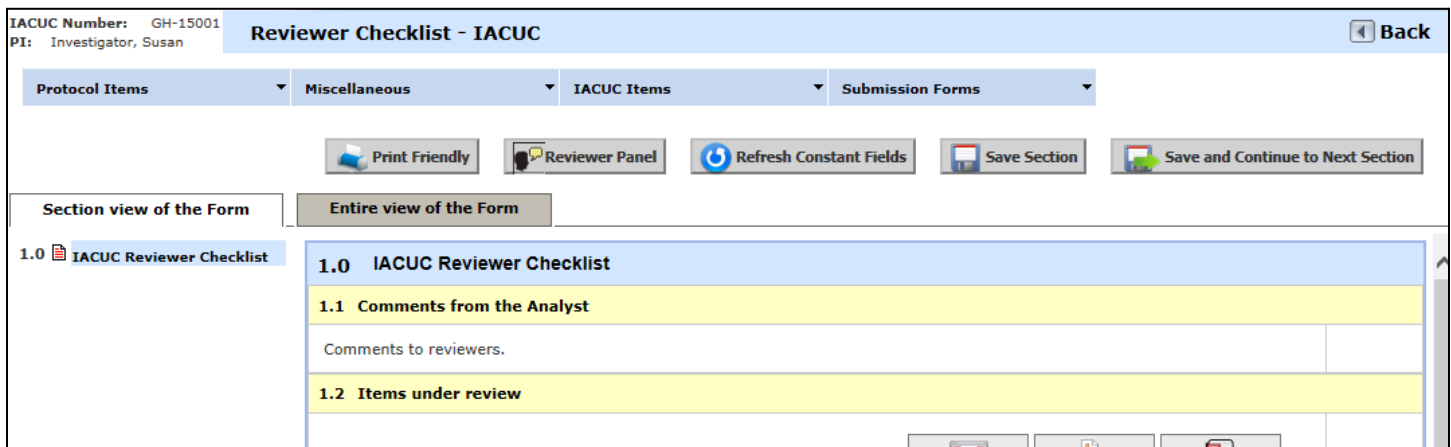 IACUC Number: GH-15001
PI: Investigator, Susan
Reviewer Checklist - IACUC
Back
Protocol Items
Miscellaneous
IACUC Items
Submission Forms
Print Friendly
Reviewer Panel
Refresh Constant Fields
Save Section
Save and Continue to Next Section
Section view of the Form
Entire view of the Form
1.0 IACUC Reviewer Checklist
1.0 IACUC Reviewer Checklist
1.1 Comments from the Analyst
Comments to reviewers.
1.2 Items under review